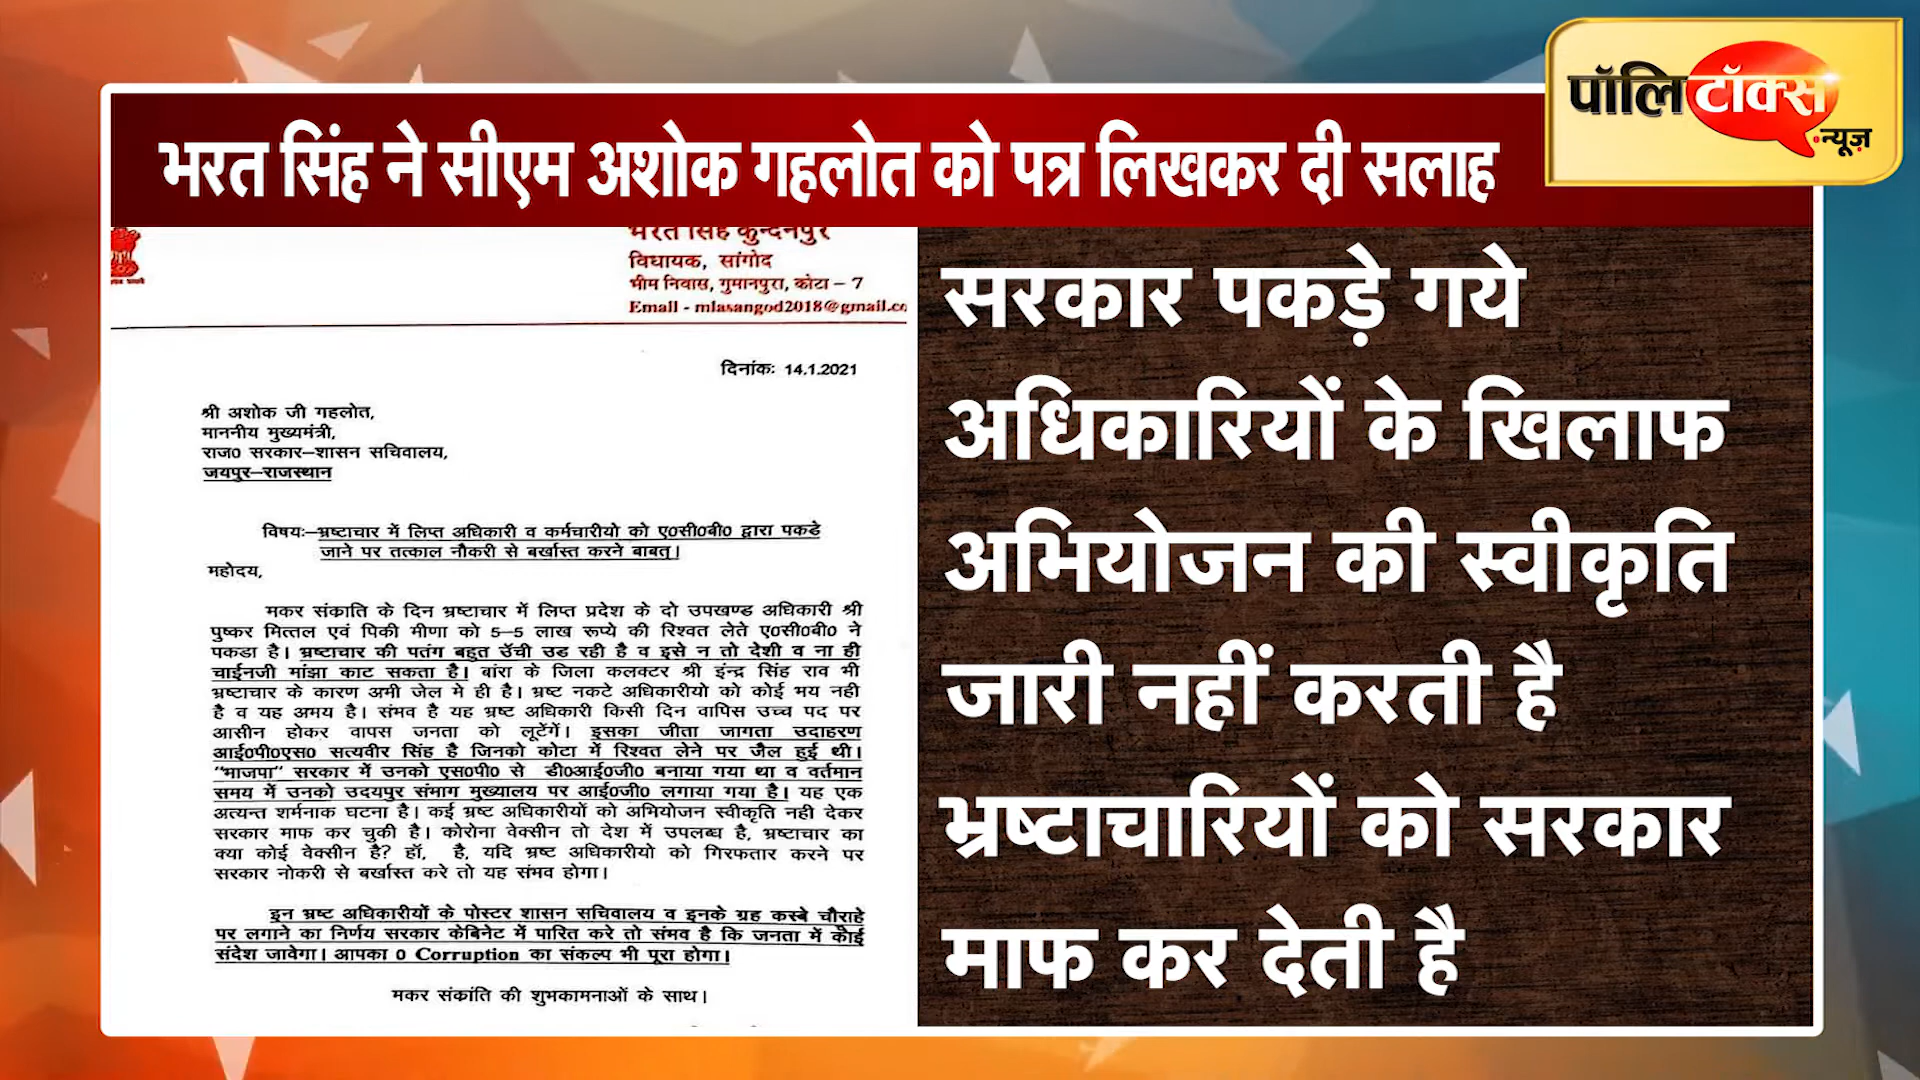 पॉलिटॉक्स
न्यूज़
भरत सिंह ने सीएम अशोक गहलोत को पत्र लिखकर दी सलाह
भरत सिंह कुन्दनपुर
विधायक, सांगोद
भीम निवास, गुमानपुरा, कोटा – 7
Email - mlasangod2018@gmail.co
दिनांकः 14.1.2021
श्री अशोक जी गहलोत,
माननीय मुख्यमंत्री,
राज0 सरकार–शासन सचिवालय,
जयपुर–राजस्थान
विषयः–भ्रष्टाचार में लिप्त अधिकारी व कर्मचारीयो को ए0सी0बी0 द्वारा पकडे
जाने पर तत्काल नौकरी से बर्खास्त करने बाबत्।
महोदय,
मकर संकाति के दिन भ्रष्टाचार में लिप्त प्रदेश के दो उपखण्ड अधिकारी श्री
पुष्कर मित्तल एवं पिकी मीणा को 5–5 लाख रूप्ये की रिश्वत लेते ए0सी0बी0 ने
पकडा है। भ्रष्टाचार की पतंग बहुत उँची उड रही है व इसे न तो देशी व ना ही
चाईनजी मांझा काट सकता है। बांरा के जिला कलक्टर श्री इंन्द्र सिंह राव भी
भ्रष्टाचार के कारण अभी जेल मे ही है। भ्रष्ट नकटे अधिकारीयो को कोई भय नही
है व यह अभय है। संभव है यह भ्रष्ट अधिकारी किसी दिन वापिस उच्च पद पर
आसीन होकर वापस जनता को लूटेंगें। इसका जीता जागता उदाहरण
आई0पी0एस0 सत्यवीर सिंह है जिनको कोटा में रिश्वत लेने पर जैल हुई थी।
"भाजपा" सरकार में उनको एस0पी0 से डी0आई0जी0 बनाया गया था व वर्तमान
समय में उनको उदयपुर संभाग मुख्यालय पर आई0जी0 लगाया गया है। यह एक
अत्यन्त शर्मनाक घटना है। कई भ्रष्ट अधिकारीयों को अभियोजन स्वीकृति नही देकर
सरकार माफ कर चुकी है। कोरोना वेक्सीन तो देश में उपलब्ध है, भ्रष्टाचार का
क्या कोई वेक्सीन है? हॉ, है, यदि भ्रष्ट अधिकारीयो को गिरफतार करने पर
सरकार नोकरी से बर्खास्त करे तो यह संभव होगा।
इन भ्रष्ट अधिकारीयों के पोस्टर शासन सचिवालय व इनके ग्रह कस्बे चौराहे
पर लगाने का निर्णय सरकार केबिनेट में पारित करे तो संभव है कि जनता में कोई
संदेश जावेगा। आपका 0 Corruption का संकल्प भी पूरा होगा।
मकर संकांति की शुभकामनाओं के साथ।
सरकार पकड़े गये
अधिकारियों के खिलाफ
अभियोजन की स्वीकृति
जारी नहीं करती है
भ्रष्टाचारियों को सरकार
माफ कर देती है